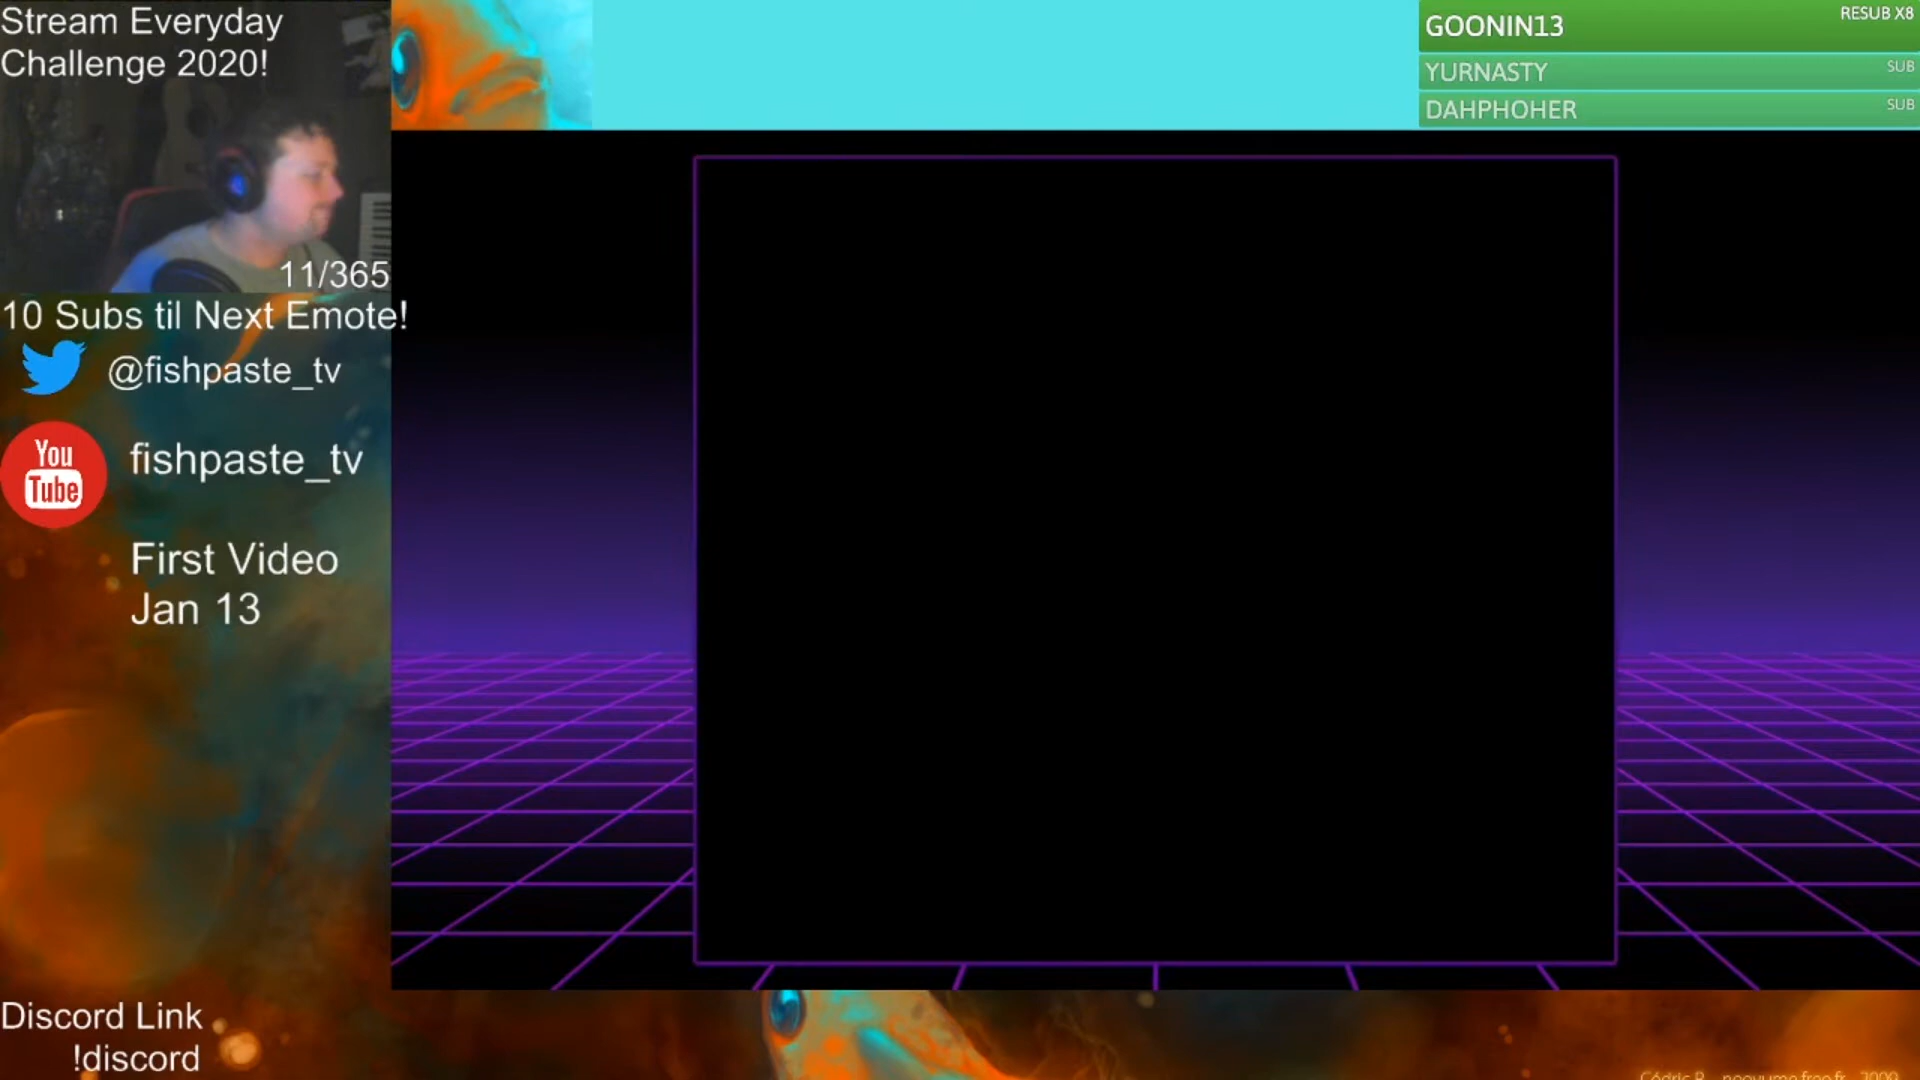 Stream Everyday
Challenge 2020!
11/365
10 Subs til Next Emote!
@fishpaste_tv
You
Tube
fishpaste_tv
First Video
Jan 13
Discord Link
!discord
GOONIN13
RESUB X8
YURNASTY
SUB
DAHPHOHER
SUB